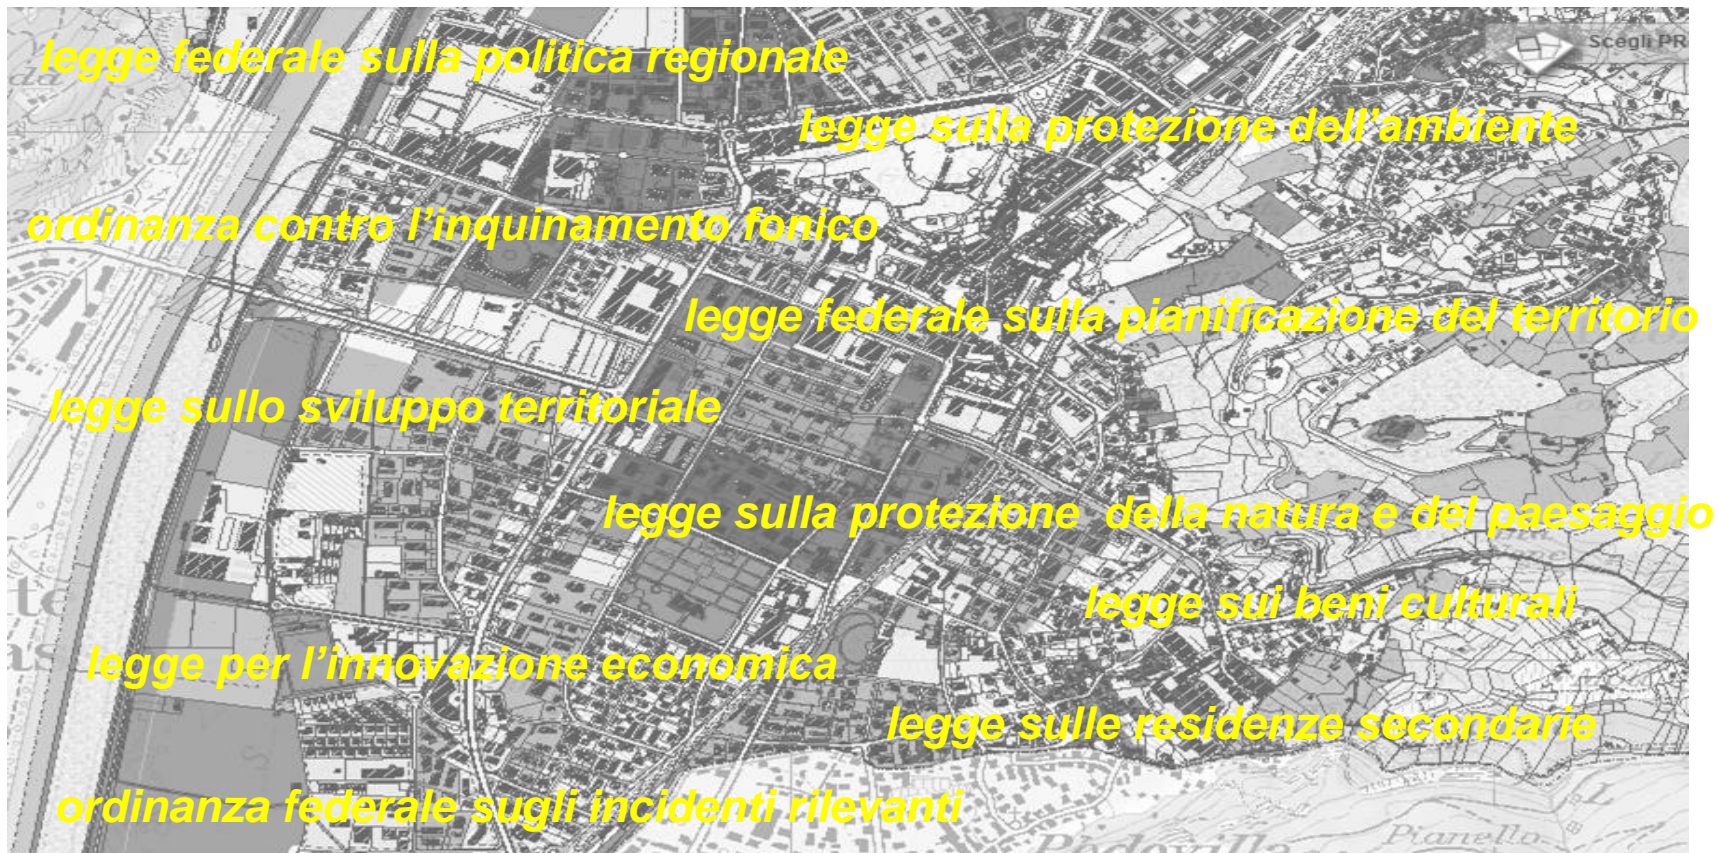 legge federale sulla politica regionale
Scegli PR
legge sulla protezione dell'ambiente
ordinanza contro l'inquinamento fonico
legge federale sulla pianificazione del territorio
legge sullo sviluppo territoriale
legge sulla protezione  della natura e del paesaggio
legge sui beni culturali
legge per l'innovazione economica
legge sulle residenze secondarie
ordinanza federale sugli incidenti rilevanti
Pianello